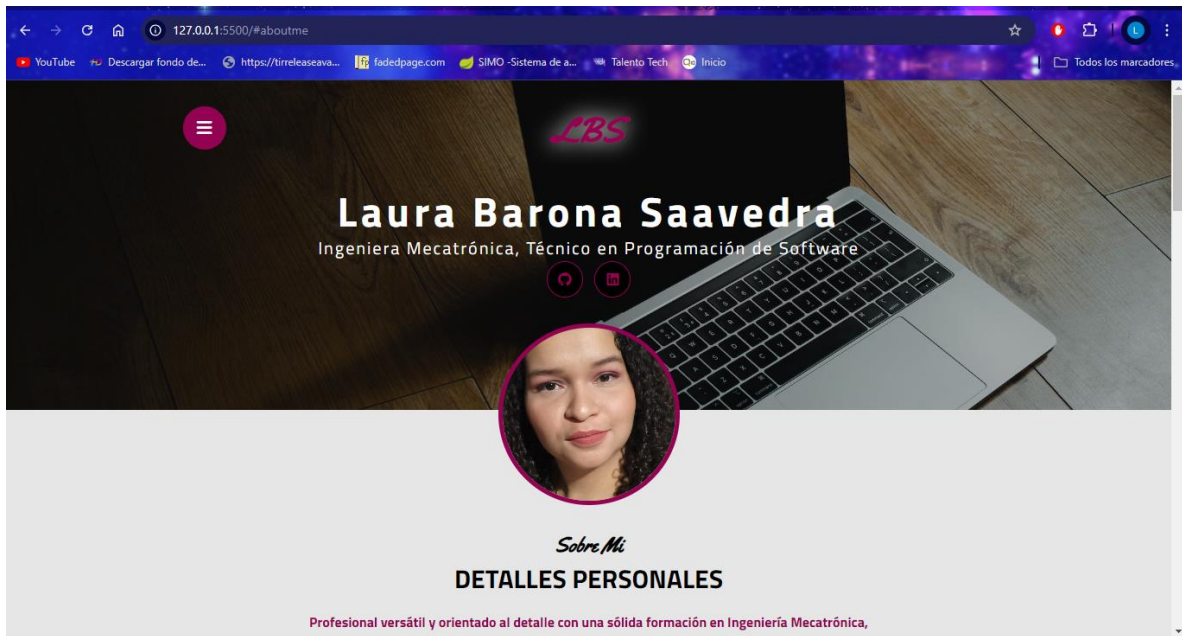 127.0.0.1:5500/#aboutme
YouTube Descargar fondo de... https://tirreleaseava... fadedpage.com SIMO -Sistema de a... Talento Tech Inicio Todos los marcadores
LBS
Laura Barona Saavedra
Ingeniera Mecatrónica, Técnico en Programación de Software
Sobre Mi
DETALLES PERSONALES
Profesional versátil y orientado al detalle con una sólida formación en Ingeniería Mecatrónica,